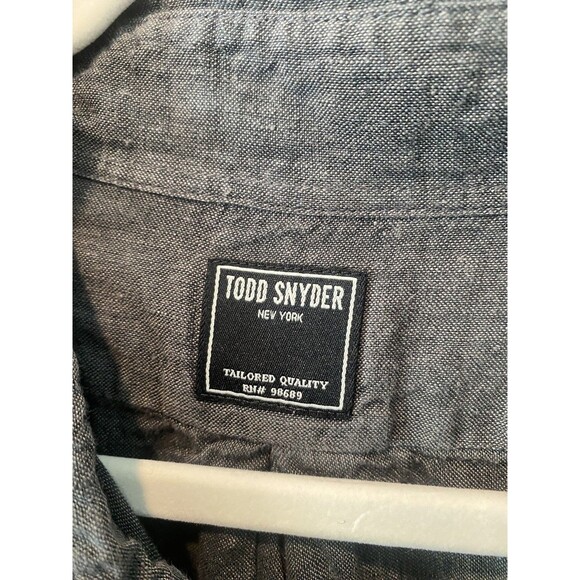 TODD SNYDER
NEW YORK
TAILORED QUALITY
RN# 98689